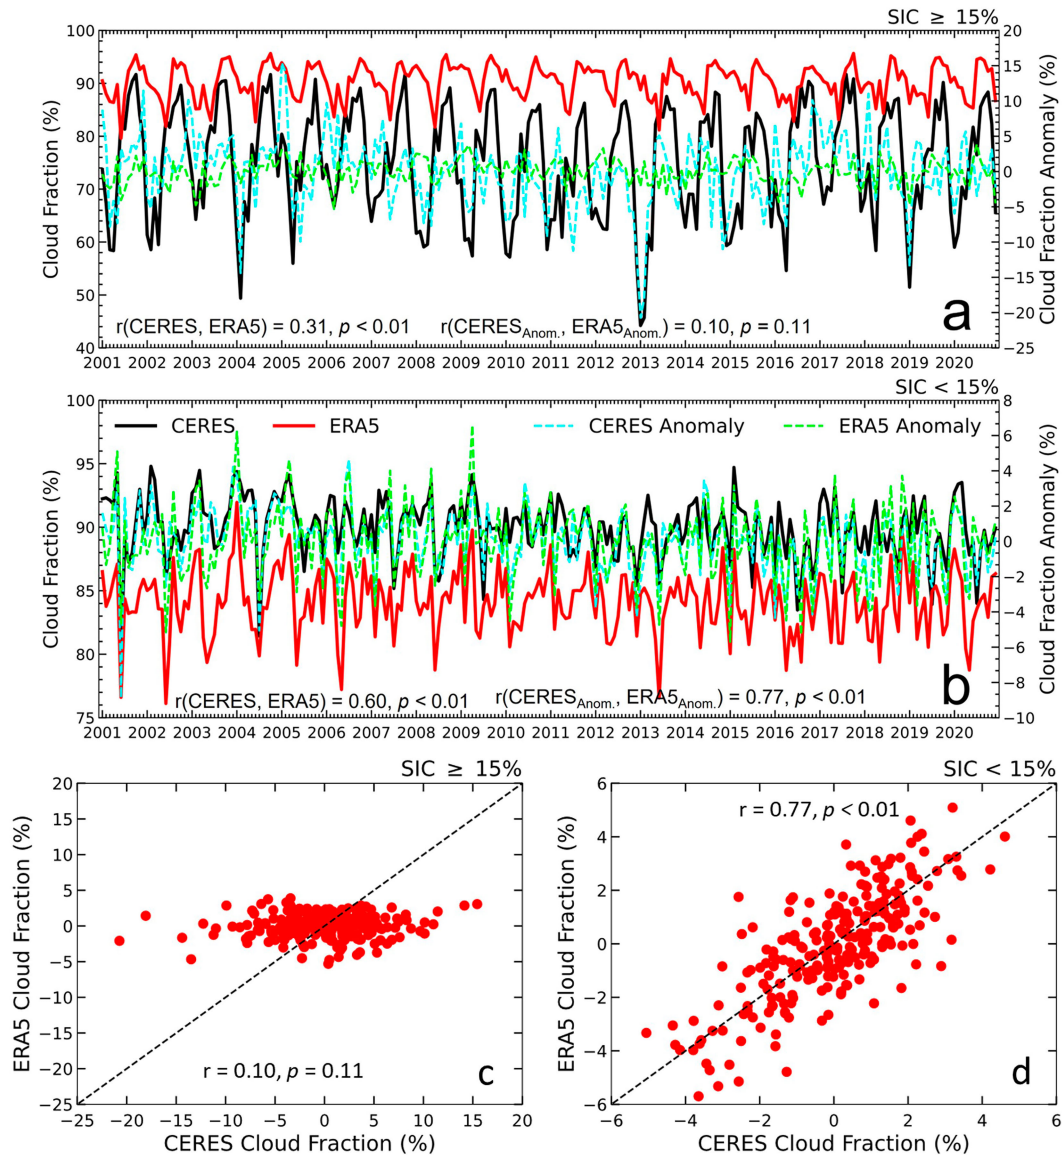 SIC ≥ 15%
Cloud Fraction (%)
Cloud Fraction Anomaly (%)
100
90
80
70
60
50
40
20
15
10
5
0
−5
−10
−15
−20
−25
r(CERES, ERA5) = 0.31, p < 0.01 r(CERES_Anom., ERA5_Anom.) = 0.10, p = 0.11
a
2001 2002 2003 2004 2005 2006 2007 2008 2009 2010 2011 2012 2013 2014 2015 2016 2017 2018 2019 2020
SIC < 15%
Cloud Fraction (%)
Cloud Fraction Anomaly (%)
100
95
90
85
80
75
8
6
4
2
0
−2
−4
−6
−8
−10
CERES ERA5 CERES Anomaly ERA5 Anomaly
r(CERES, ERA5) = 0.60, p < 0.01 r(CERES_Anom., ERA5_Anom.) = 0.77, p < 0.01
b
2001 2002 2003 2004 2005 2006 2007 2008 2009 2010 2011 2012 2013 2014 2015 2016 2017 2018 2019 2020
SIC ≥ 15%
ERA5 Cloud Fraction (%)
20
15
10
5
0
−5
−10
−15
−20
−25
r = 0.10, p = 0.11
c
−25 −20 −15 −10 −5 0 5 10 15 20
CERES Cloud Fraction (%)
SIC < 15%
ERA5 Cloud Fraction (%)
6
4
2
0
−2
−4
−6
r = 0.77, p < 0.01
d
−6 −4 −2 0 2 4 6
CERES Cloud Fraction (%)